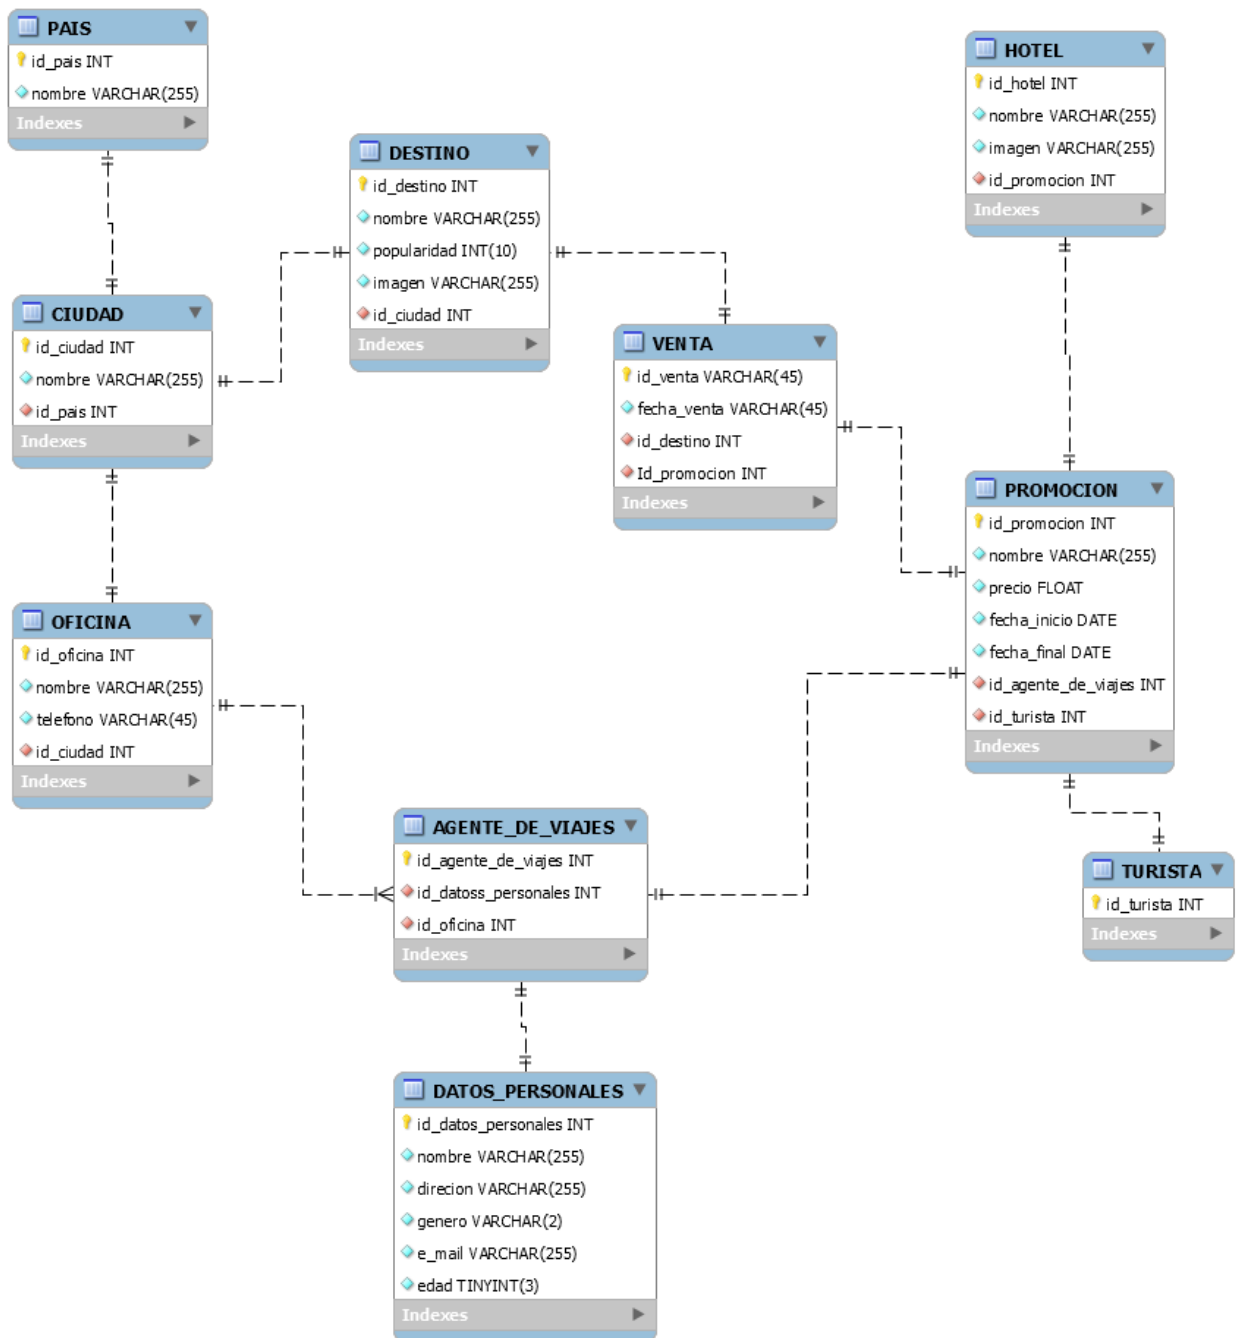 PAIS
id_pais INT
nombre VARCHAR(255)
Indexes
HOTEL
id_hotel INT
nombre VARCHAR(255)
imagen VARCHAR(255)
id_promocion INT
Indexes
DESTINO
id_destino INT
nombre VARCHAR(255)
popularidad INT(10)
imagen VARCHAR(255)
id_ciudad INT
Indexes
CIUDAD
id_ciudad INT
nombre VARCHAR(255)
id_pais INT
Indexes
VENTA
id_venta VARCHAR(45)
fecha_venta VARCHAR(45)
id_destino INT
Id_promocion INT
Indexes
PROMOCION
id_promocion INT
nombre VARCHAR(255)
precio FLOAT
fecha_inicio DATE
fecha_final DATE
id_agente_de_viajes INT
id_turista INT
Indexes
OFICINA
id_oficina INT
nombre VARCHAR(255)
telefono VARCHAR(45)
id_ciudad INT
Indexes
AGENTE_DE_VIAJES
id_agente_de_viajes INT
id_datoss_personales INT
id_oficina INT
Indexes
TURISTA
id_turista INT
Indexes
DATOS_PERSONALES
id_datos_personales INT
nombre VARCHAR(255)
direcion VARCHAR(255)
genero VARCHAR(2)
e_mail VARCHAR(255)
edad TINYINT(3)
Indexes